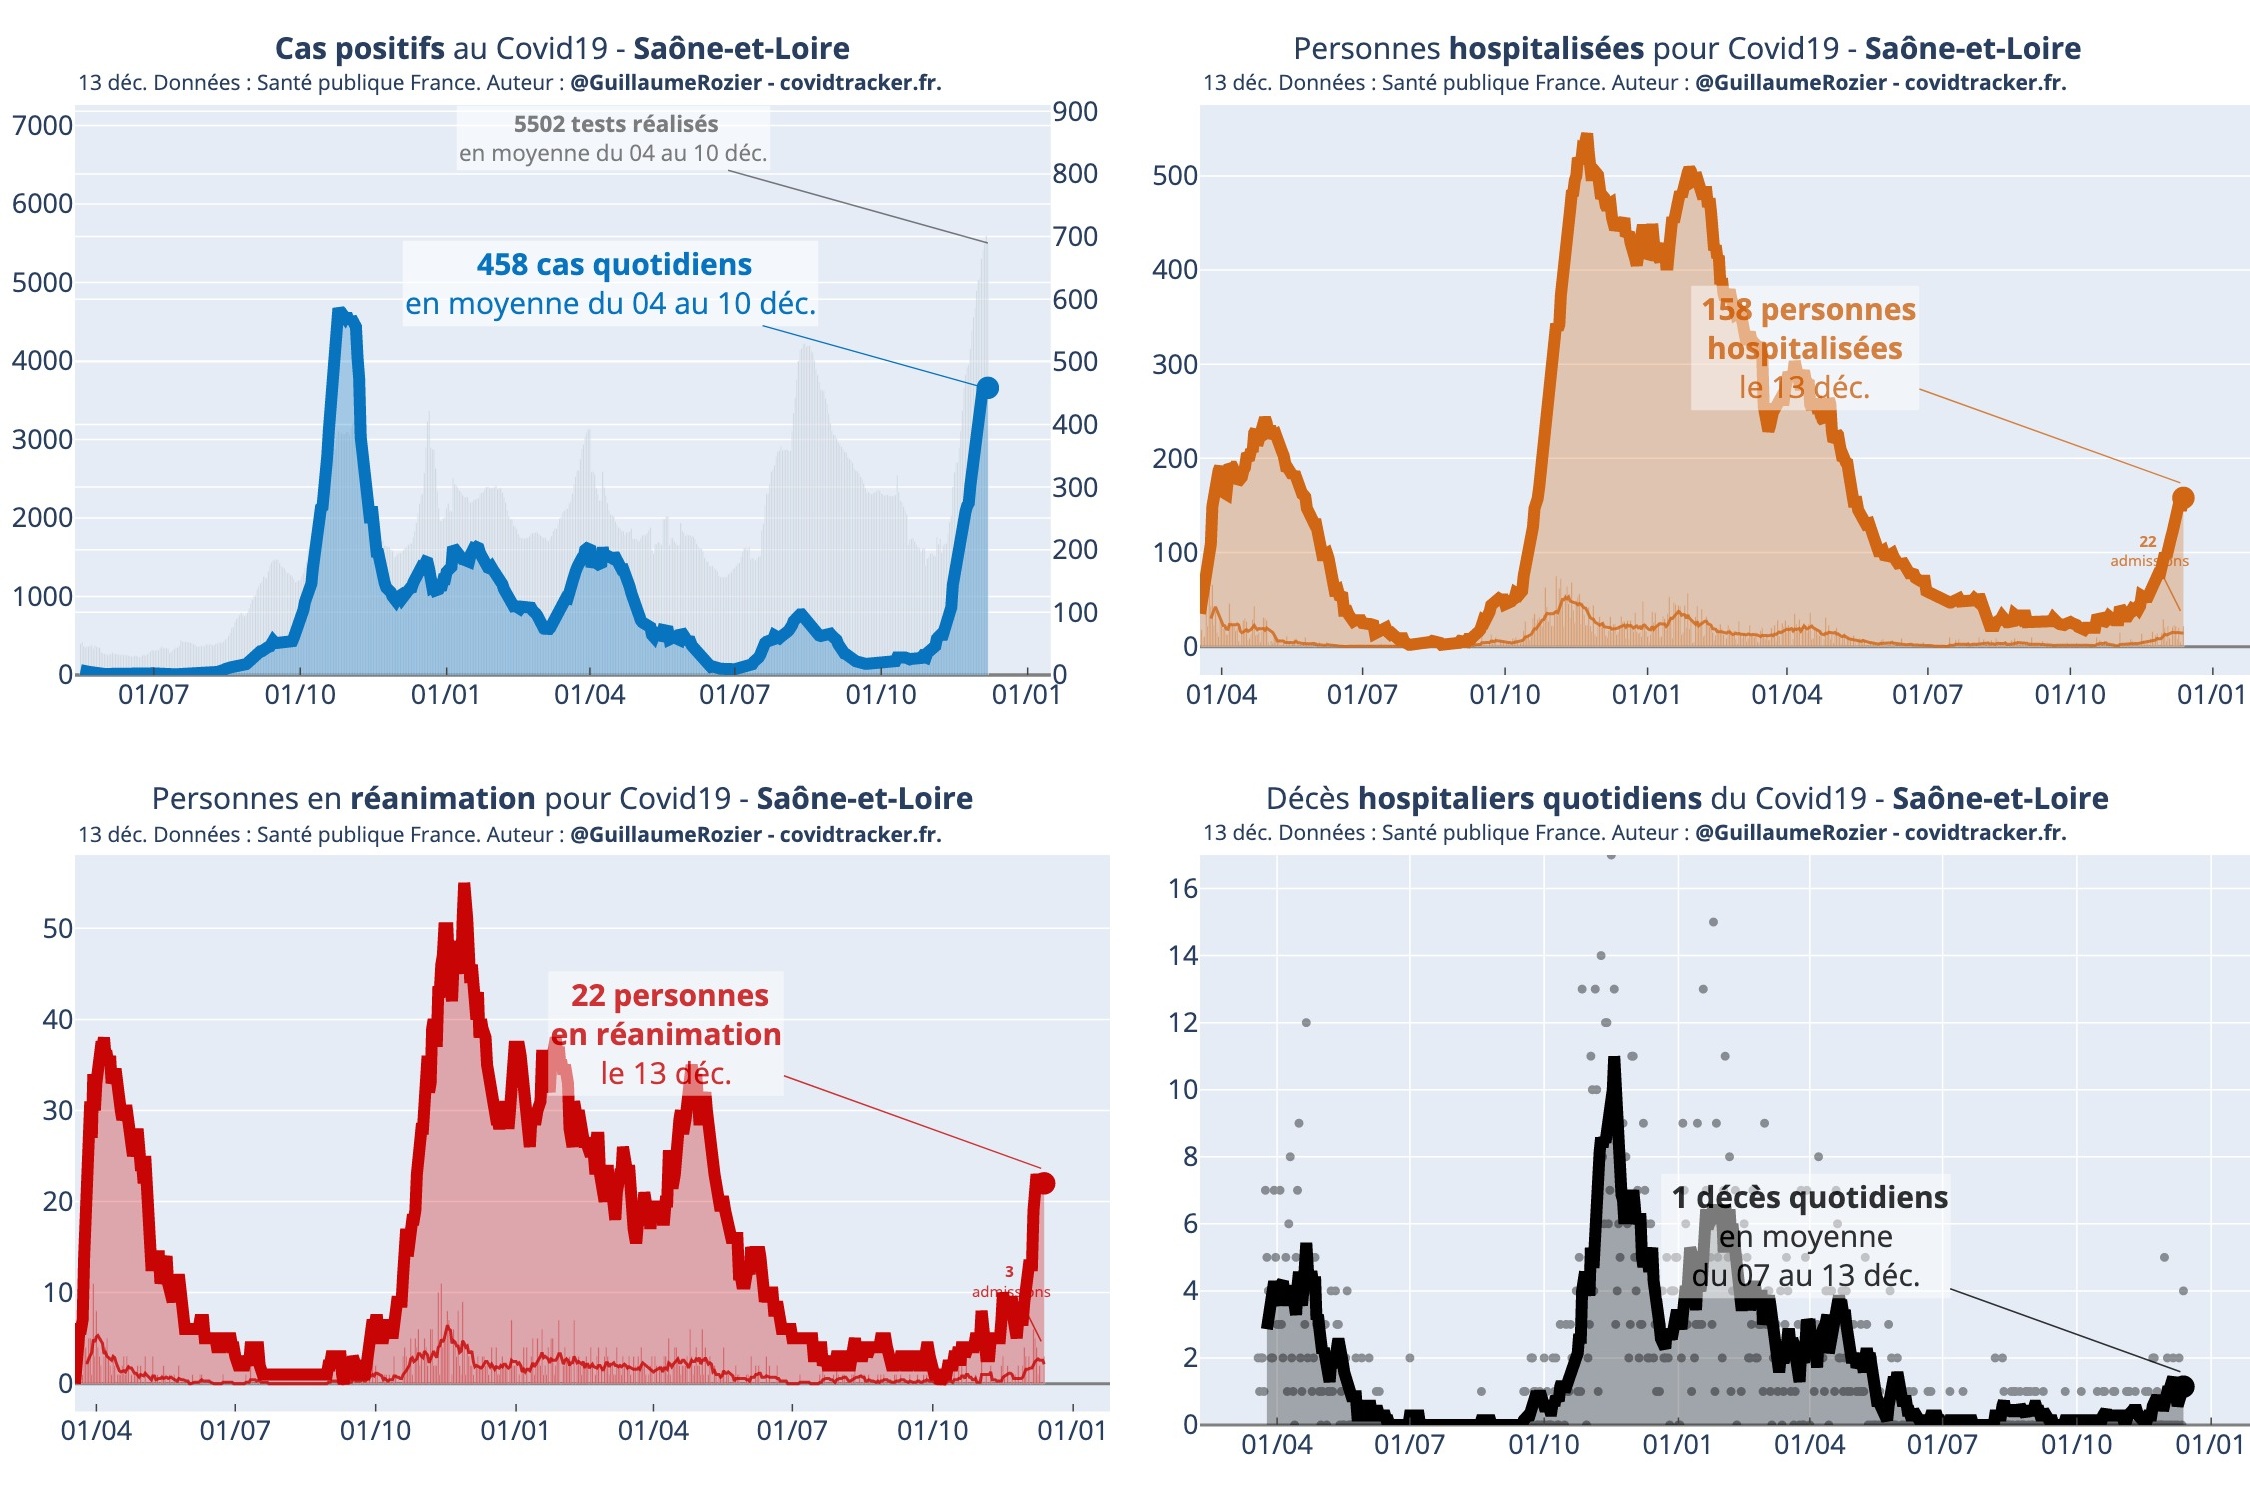 Cas positifs au Covid19 - Saône-et-Loire
13 déc. Données : Santé publique France. Auteur : @GuillaumeRozier - covidtracker.fr.
5502 tests réalisés
en moyenne du 04 au 10 déc.
458 cas quotidiens
en moyenne du 04 au 10 déc.
7000
6000
5000
4000
3000
2000
1000
0
900
800
700
600
500
400
300
200
100
0
01/07 01/10 01/01 01/04 01/07 01/10 01/01
Personnes hospitalisées pour Covid19 - Saône-et-Loire
13 déc. Données : Santé publique France. Auteur : @GuillaumeRozier - covidtracker.fr.
500
400
300
200
100
0
158 personnes
hospitalisées
le 13 déc.
22
admissions
01/04 01/07 01/10 01/01 01/04 01/07 01/10 01/01
Personnes en réanimation pour Covid19 - Saône-et-Loire
13 déc. Données : Santé publique France. Auteur : @GuillaumeRozier - covidtracker.fr.
50
40
30
20
10
0
22 personnes
en réanimation
le 13 déc.
3
admissions
01/04 01/07 01/10 01/01 01/04 01/07 01/10 01/01
Décès hospitaliers quotidiens du Covid19 - Saône-et-Loire
13 déc. Données : Santé publique France. Auteur : @GuillaumeRozier - covidtracker.fr.
16
14
12
10
8
6
4
2
0
1 décès quotidiens
en moyenne
du 07 au 13 déc.
01/04 01/07 01/10 01/01 01/04 01/07 01/10 01/01